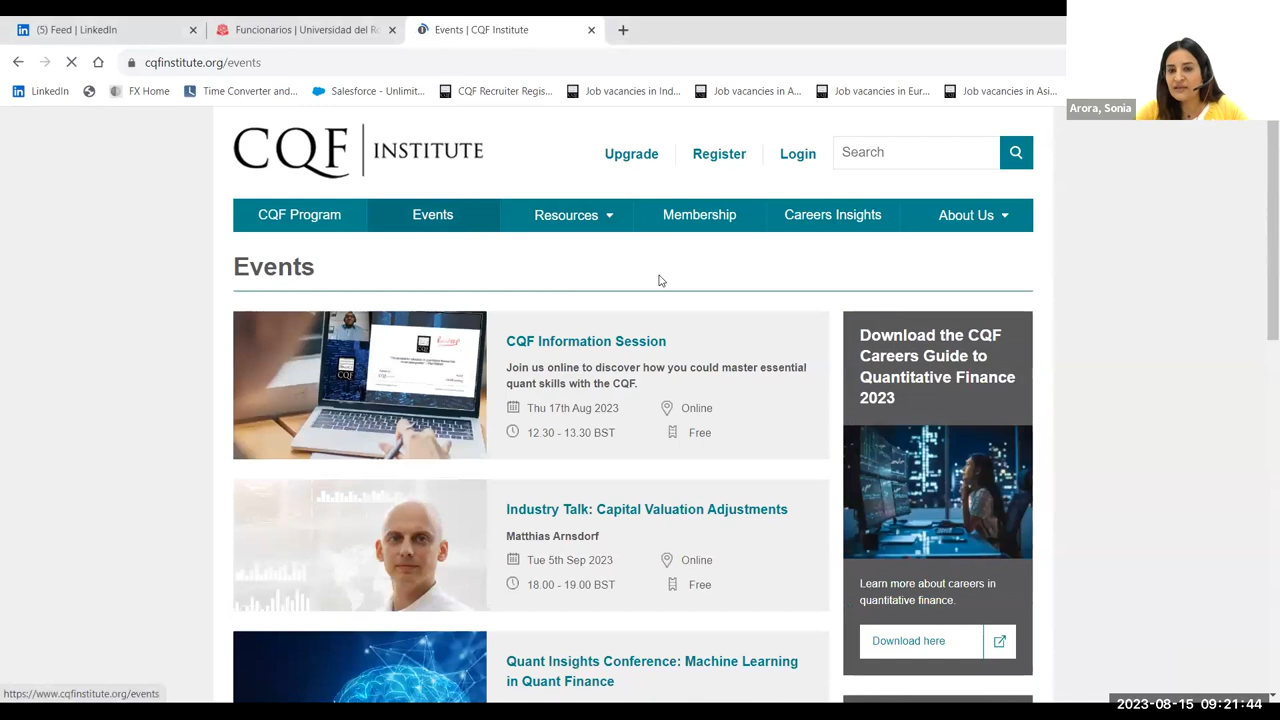 (5) Feed | LinkedIn
Funcionarios | Universidad del Ro
Events | CQF Institute
cqfinstitute.org/events
LinkedIn
FX Home
Time Converter and...
Salesforce - Unlimit...
CQF Recruiter Regis...
Job vacancies in Ind...
Job vacancies in A...
Job vacancies in Eur...
Job vacancies in Asi...
Arora, Sonia
CQF INSTITUTE
Upgrade
Register
Login
Search
CQF Program
Events
Resources
Membership
Careers Insights
About Us
Events
CQF Information Session
Join us online to discover how you could master essential
quant skills with the CQF.
Thu 17th Aug 2023
Online
12.30 - 13.30 BST
Free
Industry Talk: Capital Valuation Adjustments
Matthias Arnsdorf
Tue 5th Sep 2023
Online
18.00 - 19.00 BST
Free
Quant Insights Conference: Machine Learning
in Quant Finance
Download the CQF
Careers Guide to
Quantitative Finance
2023
Learn more about careers in
quantitative finance.
Download here
https://www.cqfinstitute.org/events
2023-08-15 09:21:44